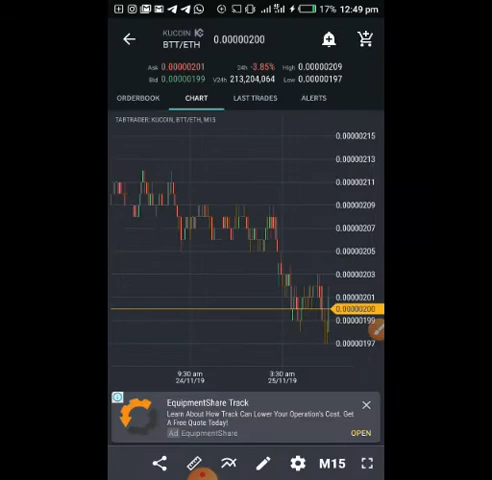 17% 12:49 pm
KUCOIN
BTT/ETH
0.00000200
Ask 0.00000201 24h -3.85% High 0.00000209
Bid 0.00000199 V24h 213,204,064 Low 0.00000197
ORDERBOOK CHART LAST TRADES ALERTS
TABTRADER: KUCOIN, BTT/ETH, M15
0.00000215
0.00000213
0.00000211
0.00000209
0.00000207
0.00000205
0.00000203
0.00000201
0.00000200
0.00000199
0.00000197
9:30 am 3:30 am
24/11/19 25/11/19
EquipmentShare Track
Learn About How Track Can Lower Your Operation's Cost. Get
A Free Quote Today!
Ad EquipmentShare OPEN
M15